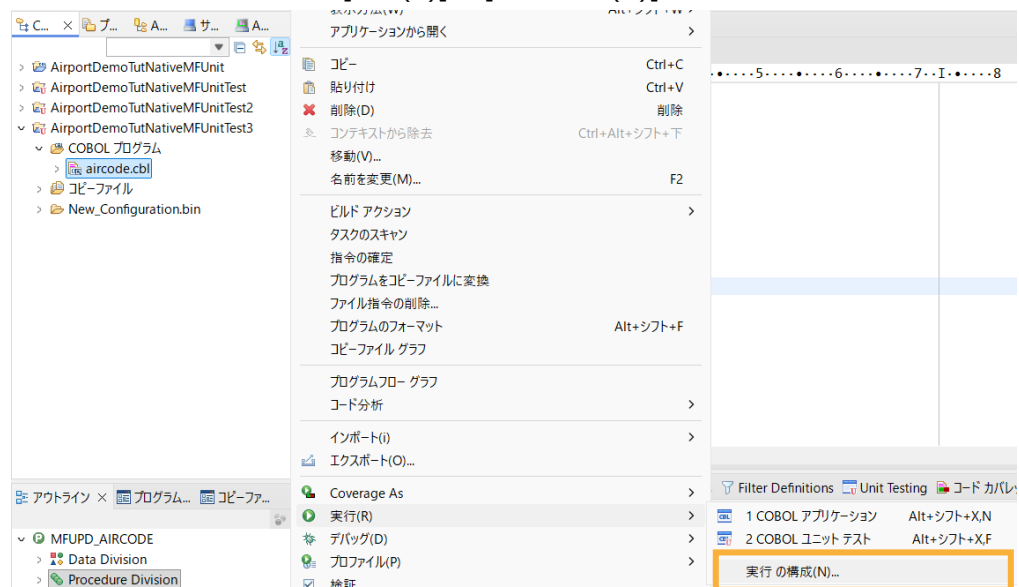 C...
プ...
A...
サ...
A...
AirportDemoTutNativeMFUnit
AirportDemoTutNativeMFUnitTest
AirportDemoTutNativeMFUnitTest2
AirportDemoTutNativeMFUnitTest3
COBOL プログラム
aircode.cbl
コピーファイル
New_Configuration.bin
アウトライン
プログラム...
コピーファ...
MFUPD_AIRCODE
Data Division
Procedure Division
アプリケーションから開く
コピー Ctrl+C
貼り付け Ctrl+V
削除(D) 削除
コンテキストから除去 Ctrl+Alt+シフト+下
移動(V)...
名前を変更(M)... F2
ビルド アクション
タスクのスキャン
指令の確定
プログラムをコピーファイルに変換
ファイル指令の削除...
プログラムのフォーマット Alt+シフト+F
コピーファイル グラフ
プログラムフロー グラフ
コード分析
インポート(i)
エクスポート(O)...
Coverage As
実行(R)
デバッグ(D)
プロファイル(P)
検証
5 6 7 I 8
Filter Definitions
Unit Testing
コード カバレッ
1 COBOL アプリケーション Alt+シフト+X,N
2 COBOL ユニット テスト Alt+シフト+X,F
実行 の構成(N)...